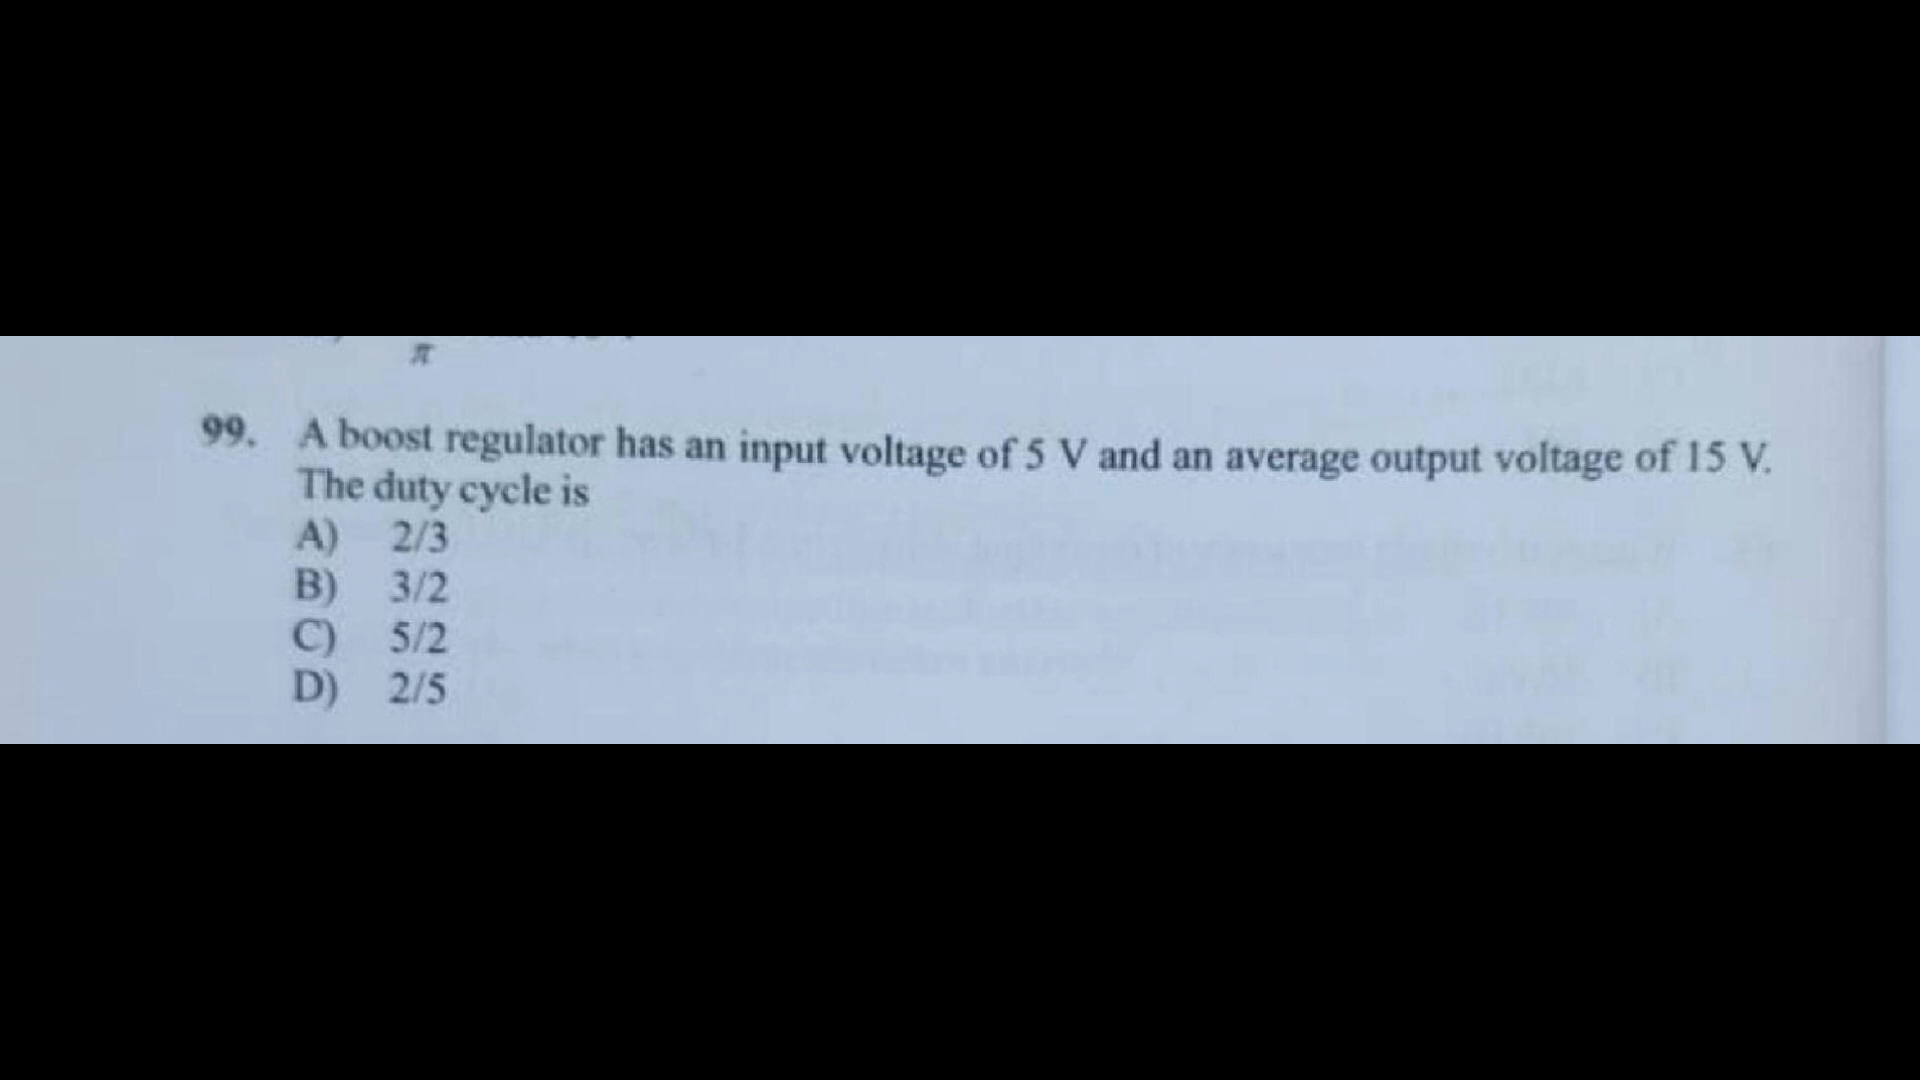 π
99. A boost regulator has an input voltage of 5 V and an average output voltage of 15 V.
The duty cycle is
A) 2/3
B) 3/2
C) 5/2
D) 2/5